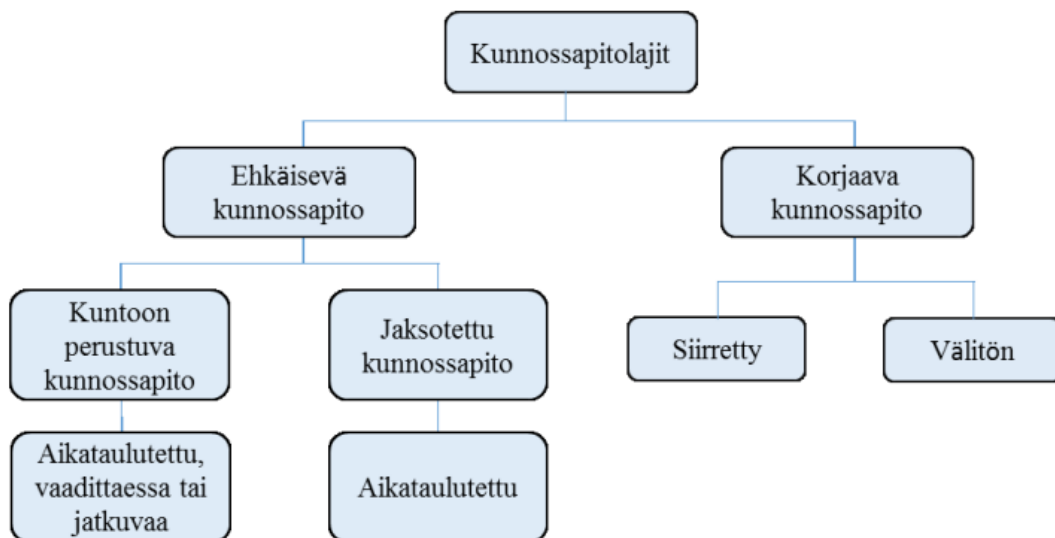 Kunnossapitolajit
Ehkäisevä
kunnossapito
Korjaava
kunnossapito
Kuntoon
perustuva
kunnossapito
Jaksotettu
kunnossapito
Siirretty
Välitön
Aikataulutettu,
vaadittaessa tai
jatkuvaa
Aikataulutettu